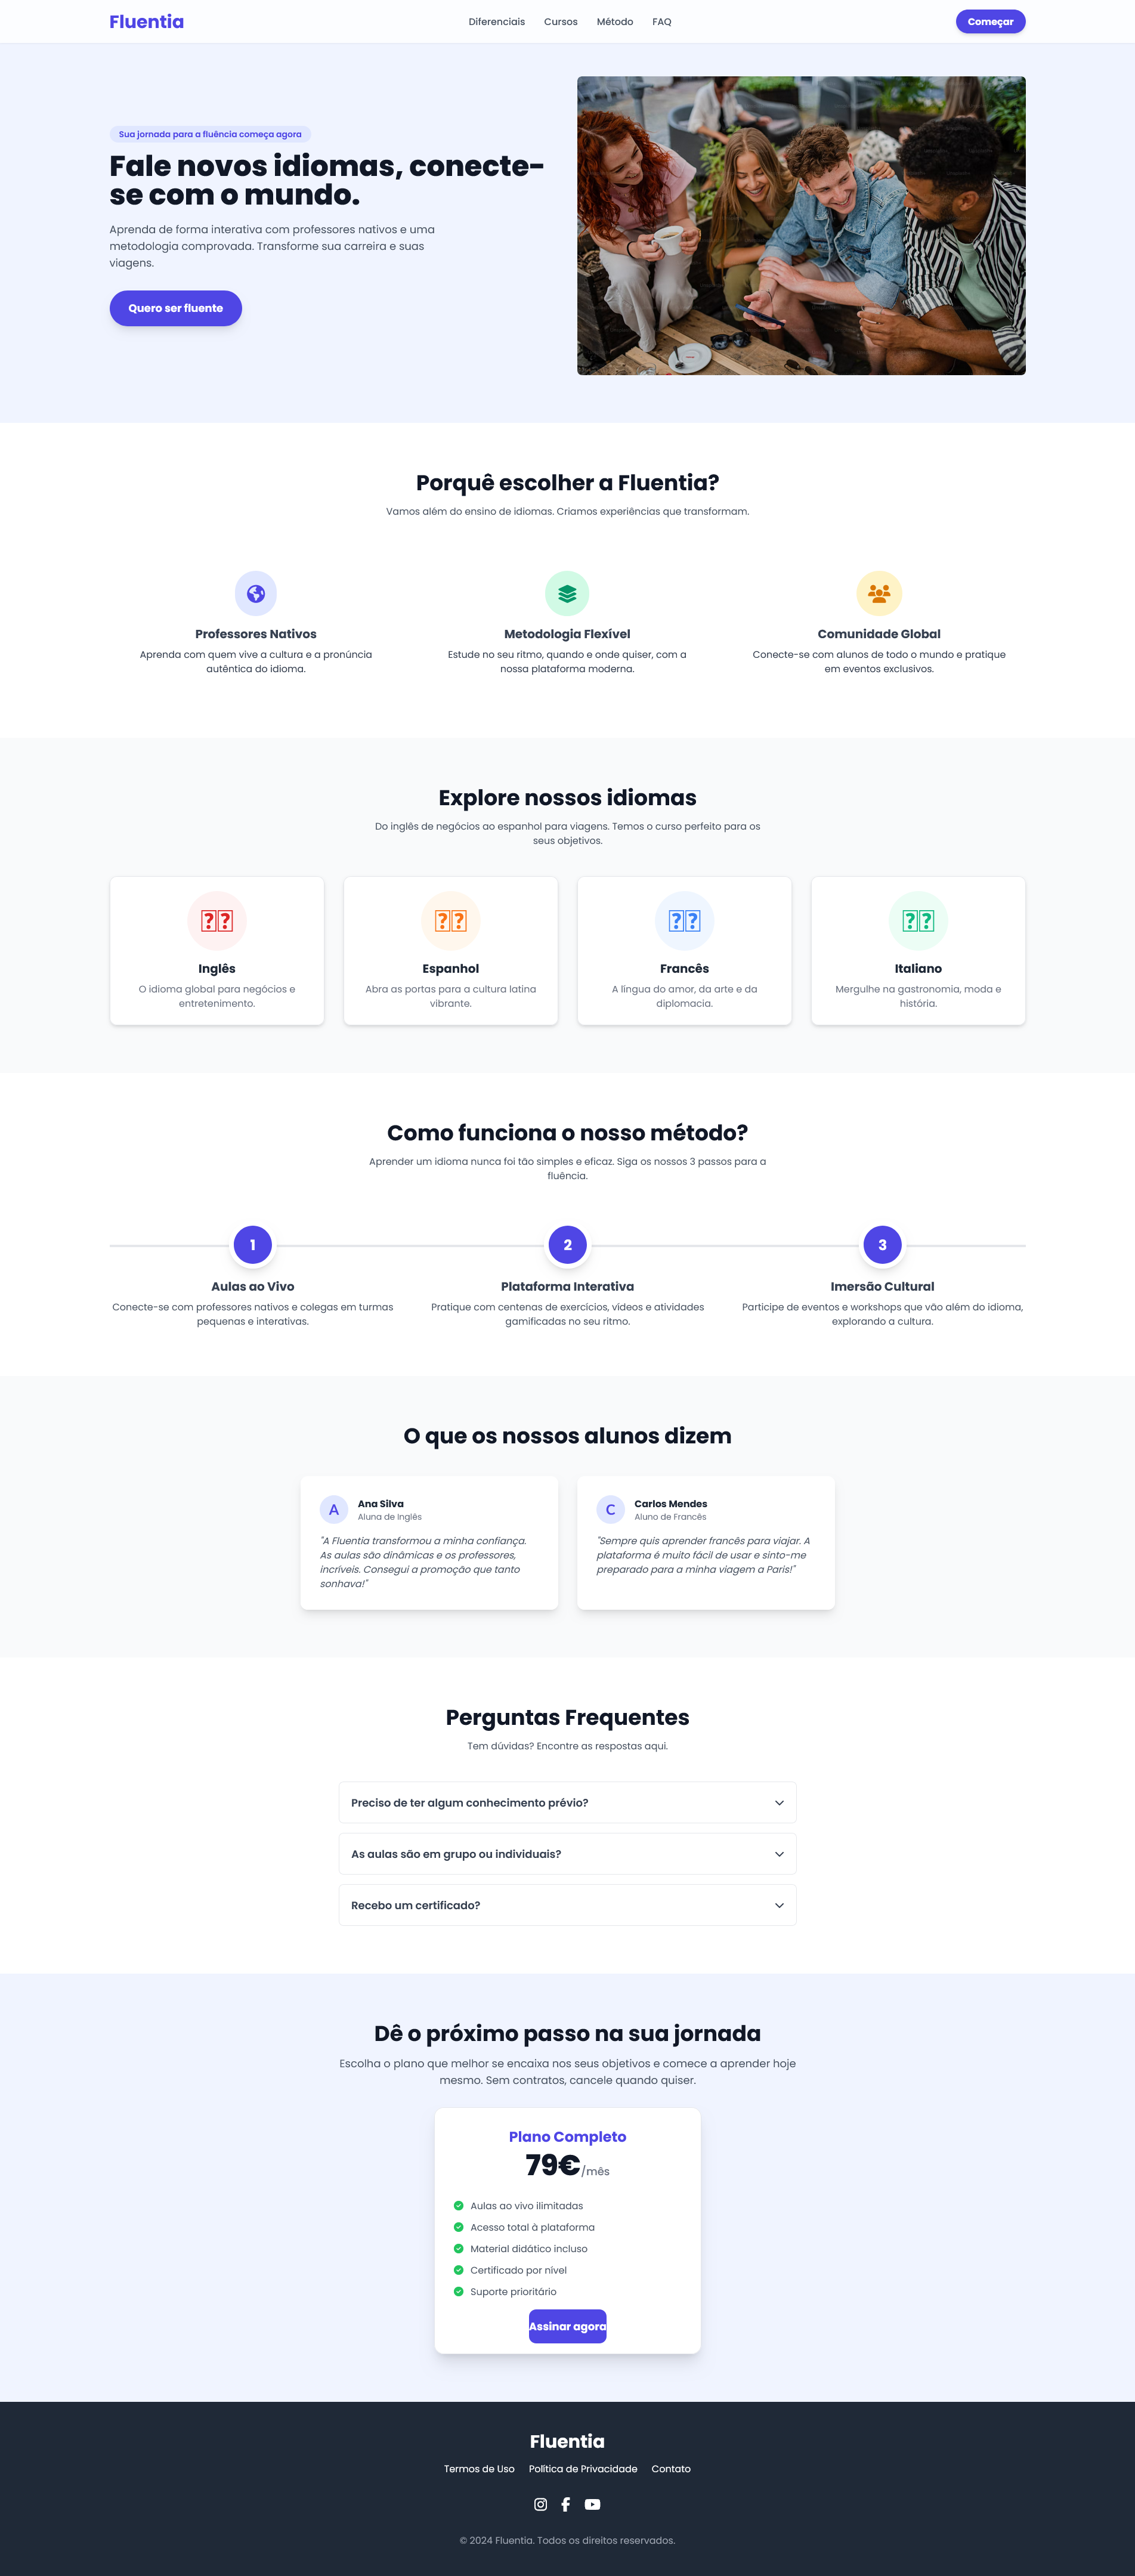 Fluentia
Diferenciais
Cursos
Método
FAQ
Começar
Sua jornada para a fluência começa agora
Fale novos idiomas, conecte-
se com o mundo.
Aprenda de forma interativa com professores nativos e uma
metodologia comprovada. Transforme sua carreira e suas
viagens.
Quero ser fluente
Porquê escolher a Fluentia?
Vamos além do ensino de idiomas. Criamos experiências que transformam.
Professores Nativos
Aprenda com quem vive a cultura e a pronúncia
autêntica do idioma.
Metodologia Flexível
Estude no seu ritmo, quando e onde quiser, com a
nossa plataforma moderna.
Comunidade Global
Conecte-se com alunos de todo o mundo e pratique
em eventos exclusivos.
Explore nossos idiomas
Do inglês de negócios ao espanhol para viagens. Temos o curso perfeito para os
seus objetivos.
Inglês
O idioma global para negócios e
entretenimento.
Espanhol
Abra as portas para a cultura latina
vibrante.
Francês
A língua do amor, da arte e da
diplomacia.
Italiano
Mergulhe na gastronomia, moda e
história.
Como funciona o nosso método?
Aprender um idioma nunca foi tão simples e eficaz. Siga os nossos 3 passos para a
fluência.
1
Aulas ao Vivo
Conecte-se com professores nativos e colegas em turmas
pequenas e interativas.
2
Plataforma Interativa
Pratique com centenas de exercícios, vídeos e atividades
gamificadas no seu ritmo.
3
Imersão Cultural
Participe de eventos e workshops que vão além do idioma,
explorando a cultura.
O que os nossos alunos dizem
A
Ana Silva
Aluna de Inglês
"A Fluentia transformou a minha confiança.
As aulas são dinâmicas e os professores,
incríveis. Consegui a promoção que tanto
sonhava!"
C
Carlos Mendes
Aluno de Francês
"Sempre quis aprender francês para viajar. A
plataforma é muito fácil de usar e sinto-me
preparado para a minha viagem a Paris!"
Perguntas Frequentes
Tem dúvidas? Encontre as respostas aqui.
Preciso de ter algum conhecimento prévio?
As aulas são em grupo ou individuais?
Recebo um certificado?
Dê o próximo passo na sua jornada
Escolha o plano que melhor se encaixa nos seus objetivos e comece a aprender hoje
mesmo. Sem contratos, cancele quando quiser.
Plano Completo
79€/mês
Aulas ao vivo ilimitadas
Acesso total à plataforma
Material didático incluso
Certificado por nível
Suporte prioritário
Assinar agora
Fluentia
Termos de Uso
Política de Privacidade
Contato
© 2024 Fluentia. Todos os direitos reservados.